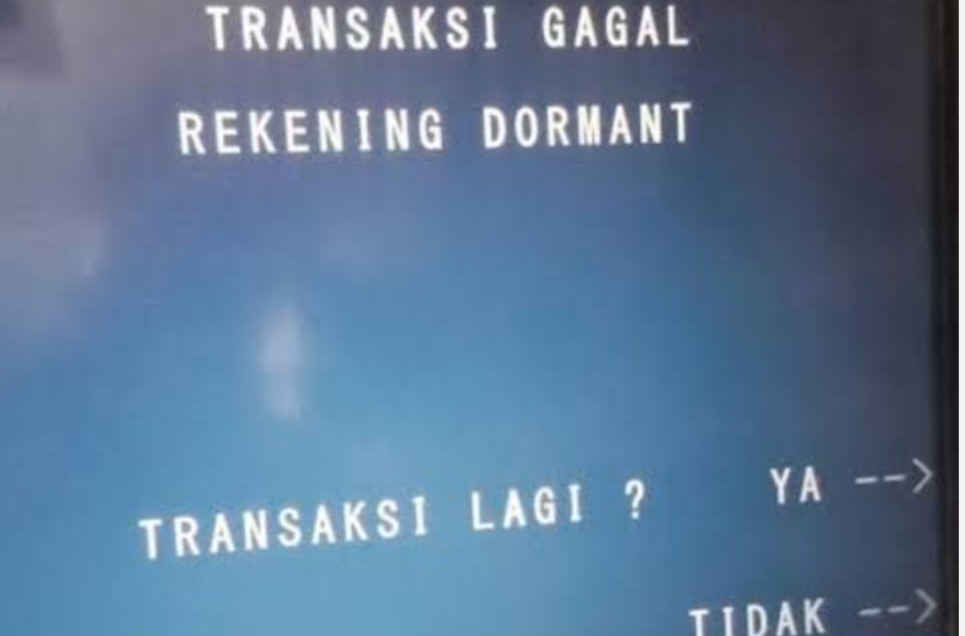 TRANSAKSI GAGAL
REKENING DORMANT
TRANSAKSI LAGI ? YA -->
TIDAK -->